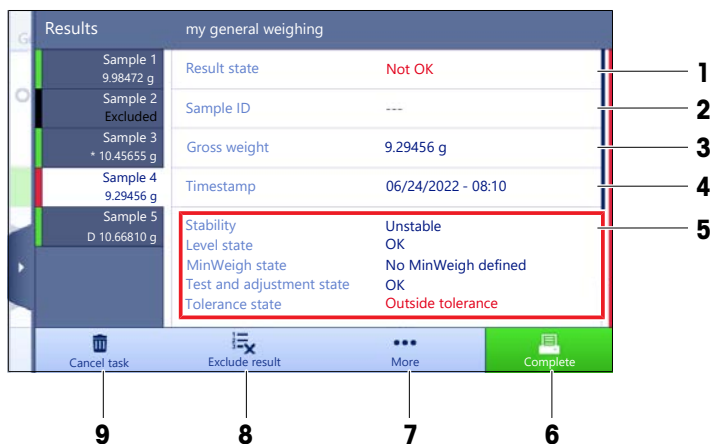 Results my general weighing
Sample 1
9.98472 g
Sample 2
Excluded
Sample 3
* 10.45655 g
Sample 4
9.29456 g
Sample 5
D 10.66810 g
Result state Not OK 1
Sample ID --- 2
Gross weight 9.29456 g 3
Timestamp 06/24/2022 - 08:10 4
Stability Unstable 5
Level state OK
MinWeigh state No MinWeigh defined
Test and adjustment state OK
Tolerance state Outside tolerance
Cancel task Exclude result More Complete
9 8 7 6